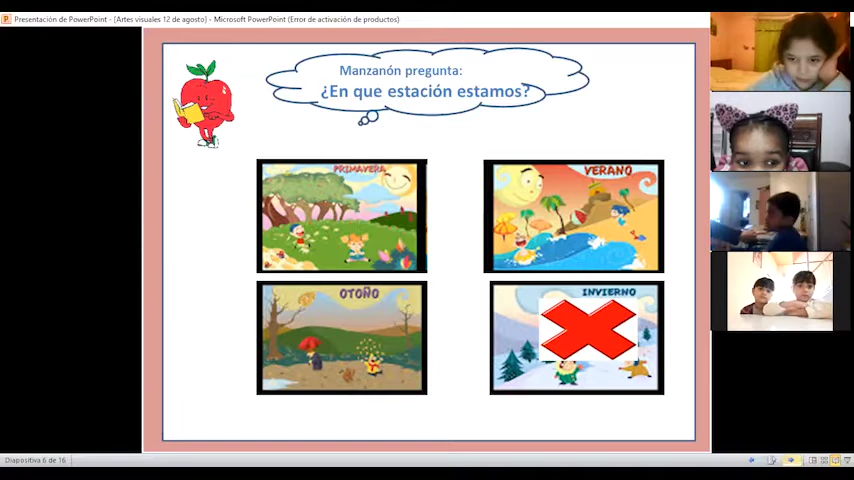 Presentación de PowerPoint - [Artes visuales 12 de agosto] - Microsoft PowerPoint (Error de activación de productos)
Manzanón pregunta:
¿En que estación estamos?
PRIMAVERA
VERANO
OTOÑO
INVIERNO
Diapositiva 6 de 16